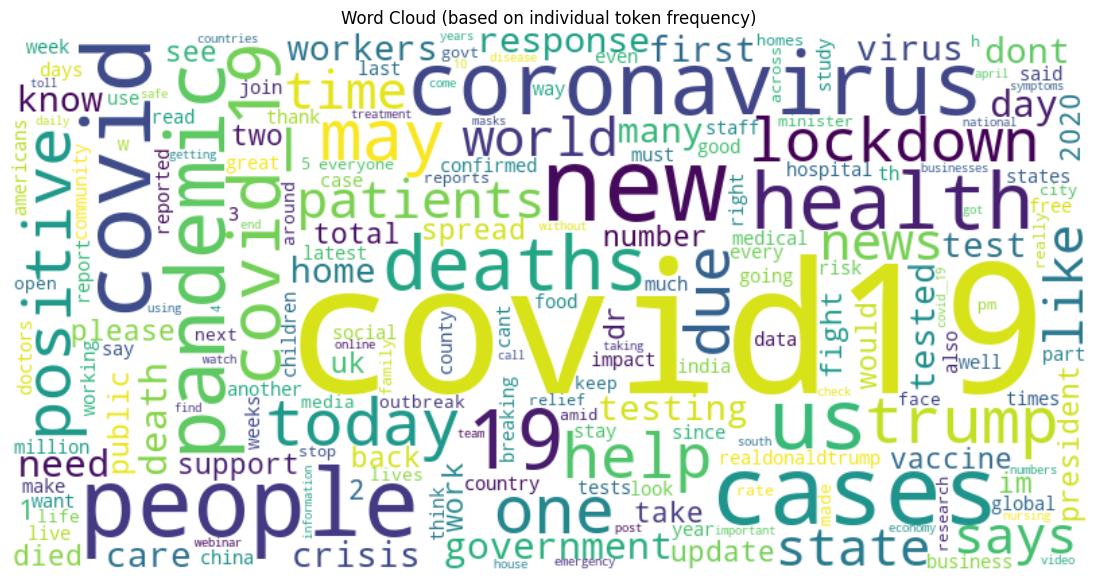 Word Cloud (based on individual token frequency)
week
countries
workers
years
govt
response
first
homes
virus
h
dont
toll
days
safe
covid
see
last
10
disease
even
across
study
said
april
symptoms
know
use
join
time
come
coronavirus
way
day
2020
daily
w
read
two
thank
treatment
may
masks
world
many
staff
good
minister
national
lockdown
americans
positive
community
reported
getting
pandemic
covid_19
great
5
everyone
case
confirmed
reports
must
new
right
hospital
th
states
businesses
health
city
got
free
3
around
patients
without
end
total
spread
number
medical
every
news
test
really
like
report
latest
deaths
due
going
risk
tested
covid__19
open
home
food
much
covid19
pm
using
4
children
social
county
cant
dr
data
fight
would
also
well
part
doctors
please
working
next
say
watch
uk
online
family
call
taking
impact
india
face
times
death
another
media
outbreak
keep
relief
check
president
million
public
find
weeks
today
team
breaking
19
amid
testing
us
trump
need
support
stop
back
stay
since
south
realdonaldtrump
vaccine
numbers
make
lives
country
help
tests
look
rate
made
cases
research
im
1
want
people
information
2
think
work
one
take
global
nursing
life
live
post
year
important
economy
died
care
china
webinar
crisis
government
house
emergency
update
state
business
says
video